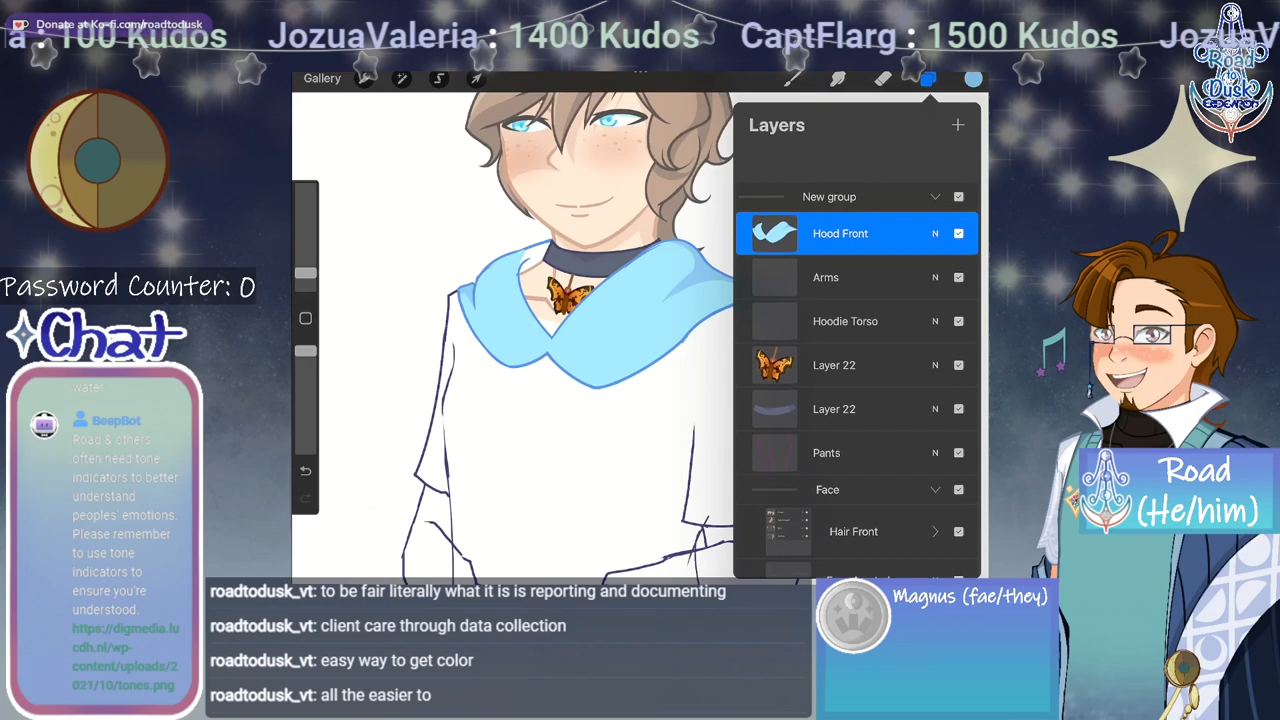 Donate at Ko-fi.com/roadtodusk
a : 100 Kudos JozuaValeria : 1400 Kudos CaptFlarg : 1500 Kudos JozuaV
Road
to
Dusk
Gallery
Layers
New group
Hood Front N
Arms N
Hoodie Torso N
Layer 22 N
Layer 22 N
Pants N
Face
Hair Front
Password Counter: 0
Chat
water
BeepBot
Road & others
often need tone
indicators to better
understand
peoples' emotions.
Please remember
to use tone
indicators to
ensure you're
understood.
https://digmedia.lu
cdh.nl/wp-
content/uploads/2
021/10/tones.png
roadtodusk_vt: to be fair literally what it is is reporting and documenting
roadtodusk_vt: client care through data collection
roadtodusk_vt: easy way to get color
roadtodusk_vt: all the easier to
Road
(He/him)
Magnus (fae/they)